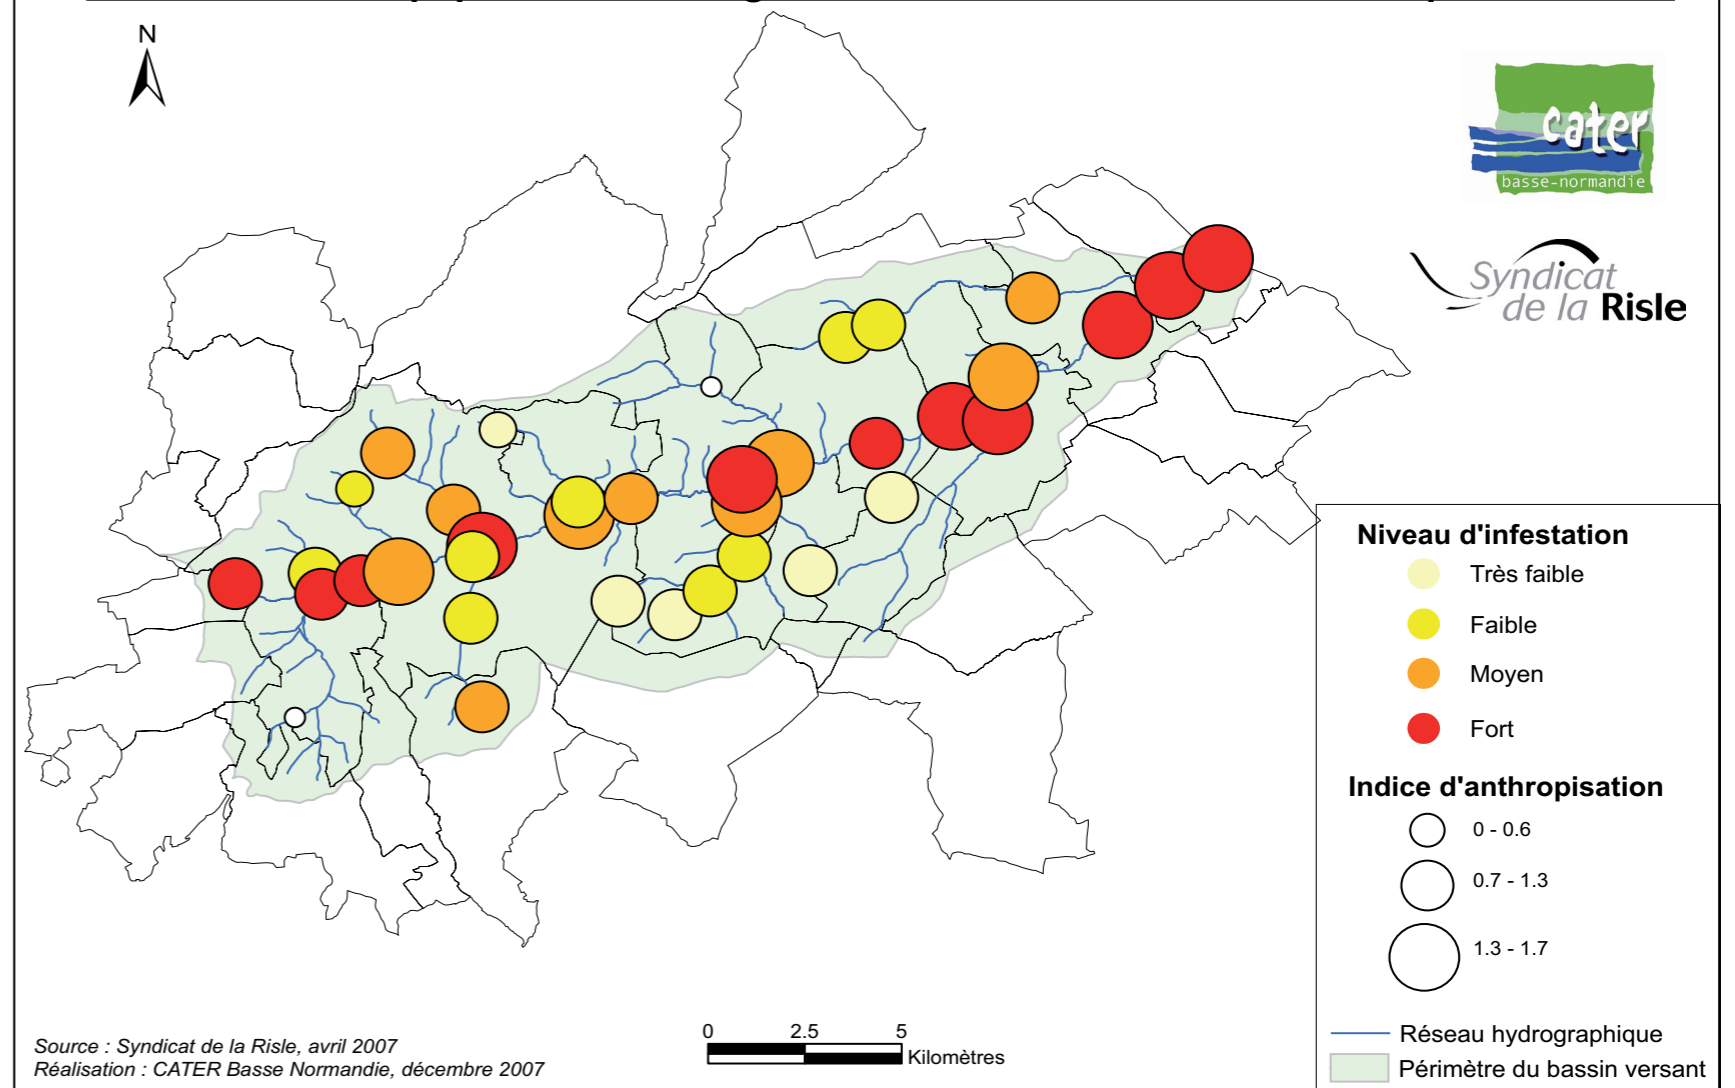 N
cater
basse-normandie
Syndicat
de la Risle
Niveau d'infestation
Très faible
Faible
Moyen
Fort
Indice d'anthropisation
0 - 0.6
0.7 - 1.3
1.3 - 1.7
Réseau hydrographique
Périmètre du bassin versant
0 2.5 5
Kilomètres
Source : Syndicat de la Risle, avril 2007
Réalisation : CATER Basse Normandie, décembre 2007